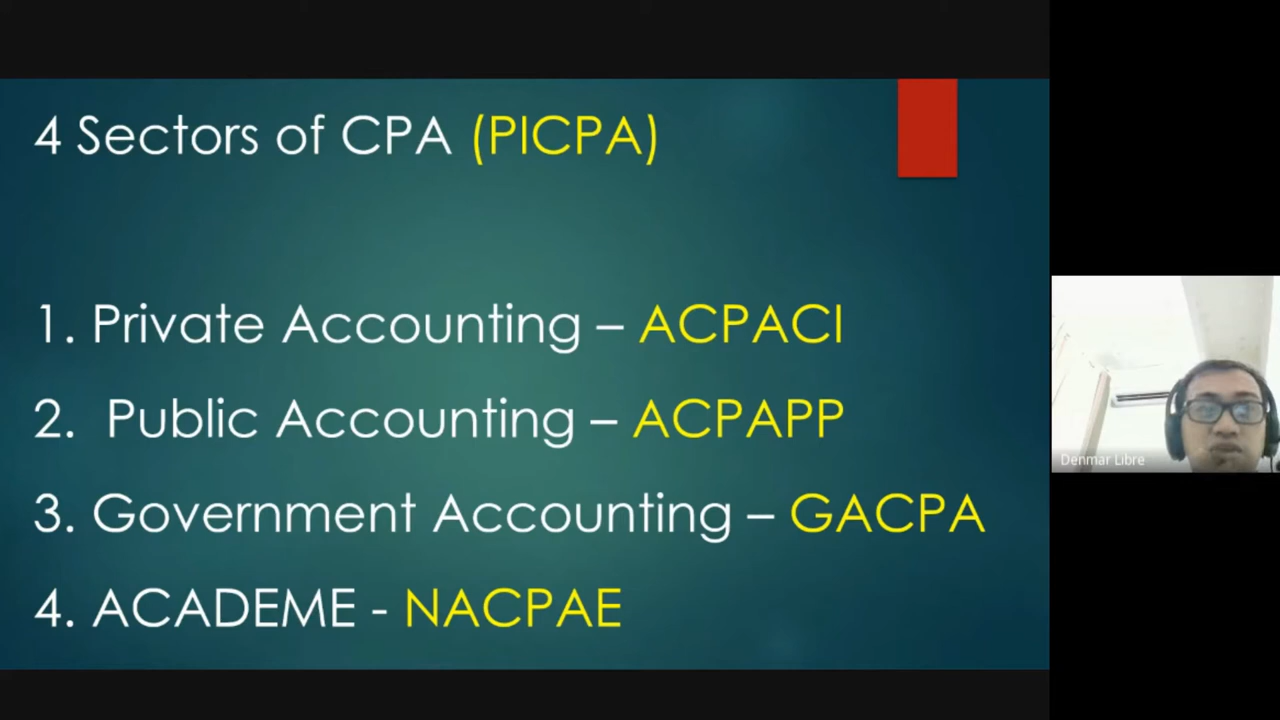 4 Sectors of CPA (PICPA)
1. Private Accounting – ACPACI
2. Public Accounting – ACPAPP
3. Government Accounting – GACPA
4. ACADEME - NACPAE
Denmar Libre